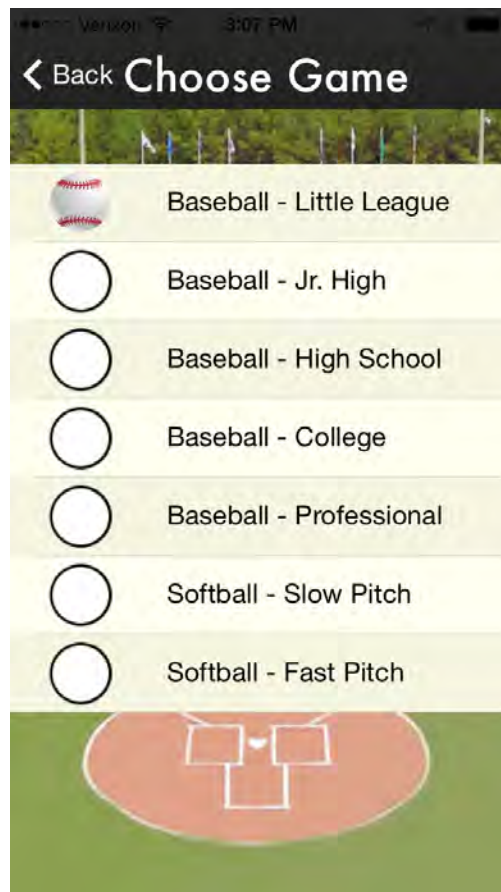 Verizon 3:07 PM
Back Choose Game
Baseball - Little League
Baseball - Jr. High
Baseball - High School
Baseball - College
Baseball - Professional
Softball - Slow Pitch
Softball - Fast Pitch